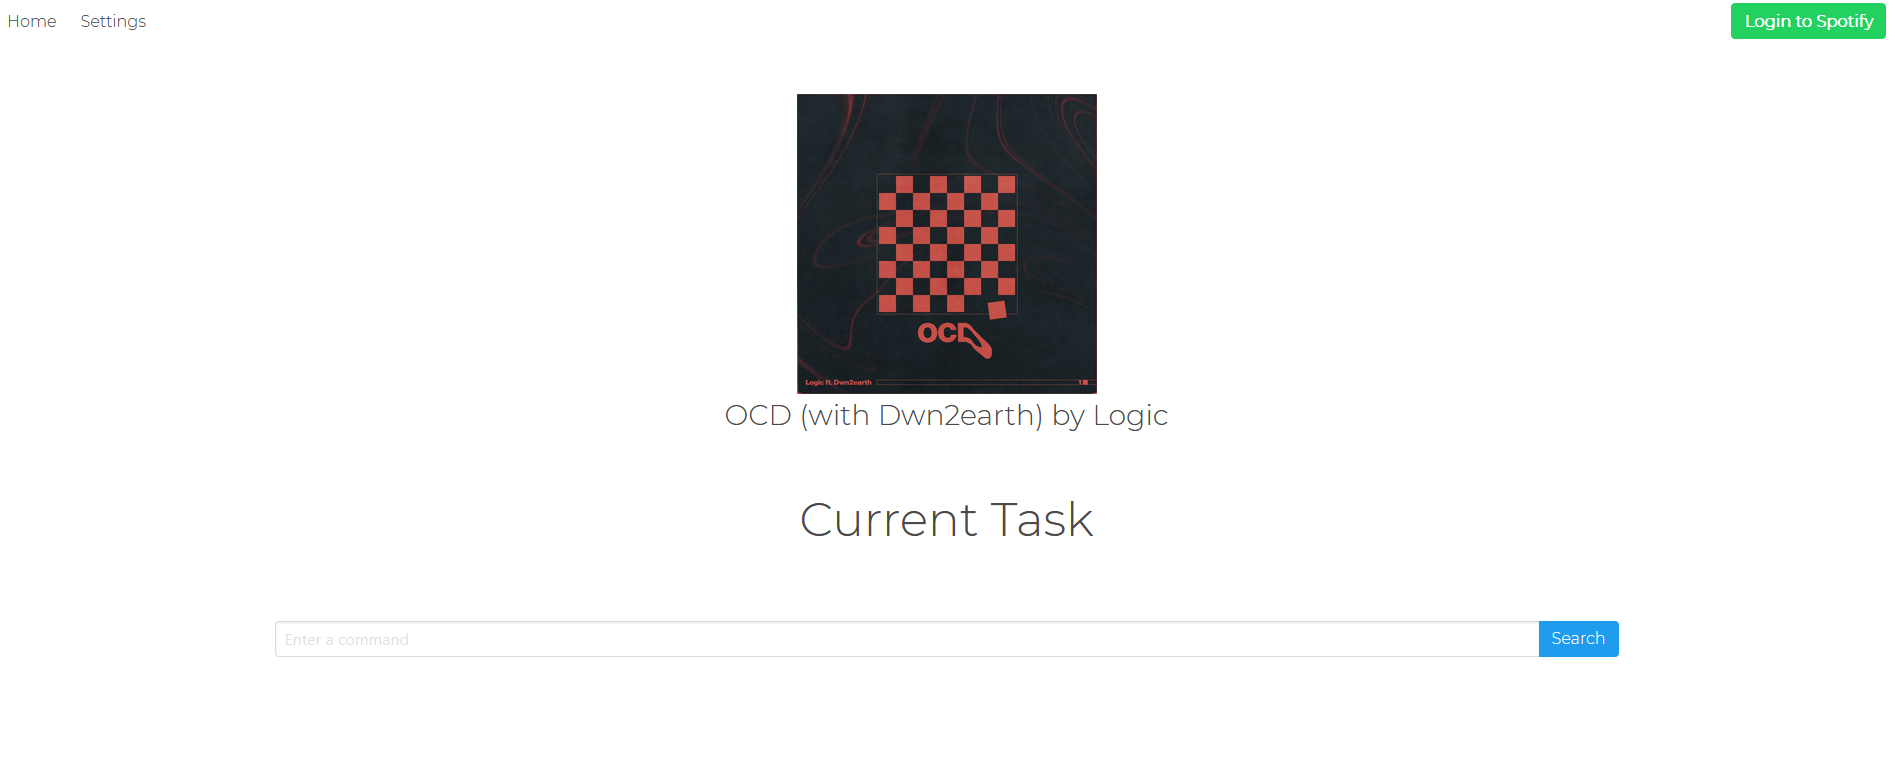 Home Settings Login to Spotify
OCD
Logic ft. Dwn2earth 1
OCD (with Dwn2earth) by Logic
Current Task
Enter a command Search